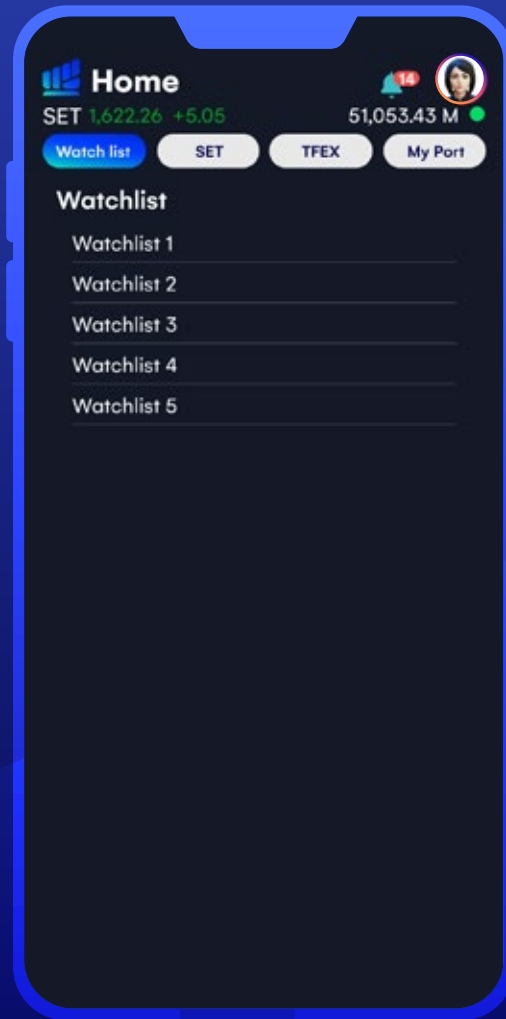 Home
14
SET 1,622.26 +5.05 51,053.43 M
Watch list SET TFEX My Port
Watchlist
Watchlist 1
Watchlist 2
Watchlist 3
Watchlist 4
Watchlist 5